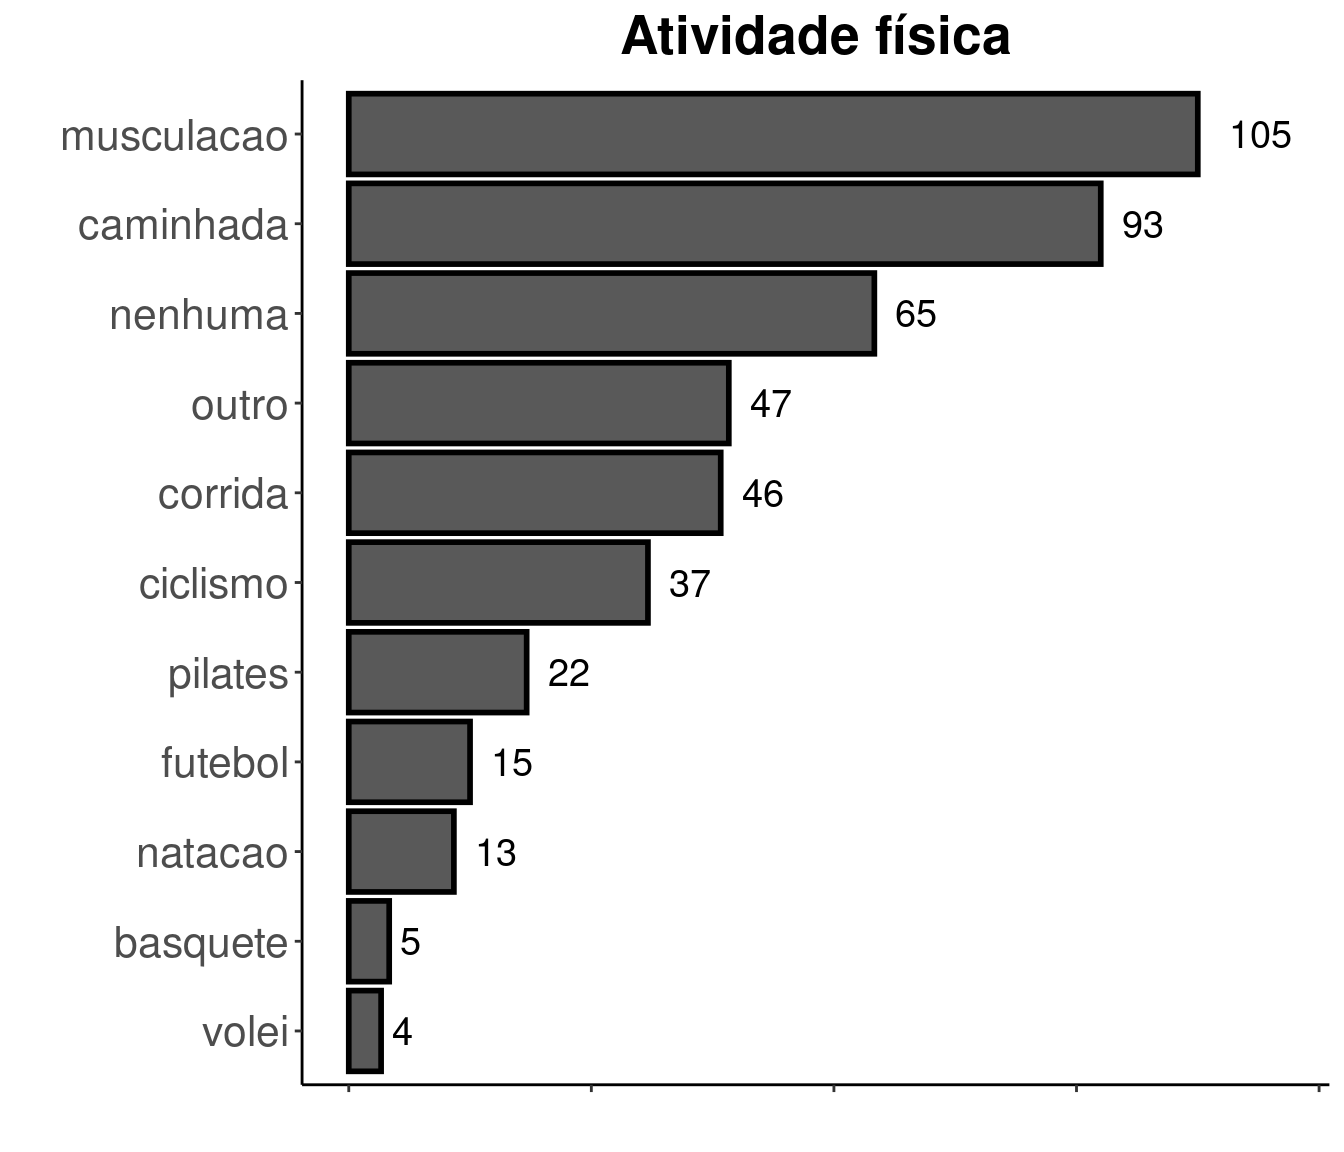 Atividade física
musculacao 105
caminhada 93
nenhuma 65
outro 47
corrida 46
ciclismo 37
pilates 22
futebol 15
natacao 13
basquete 5
volei 4